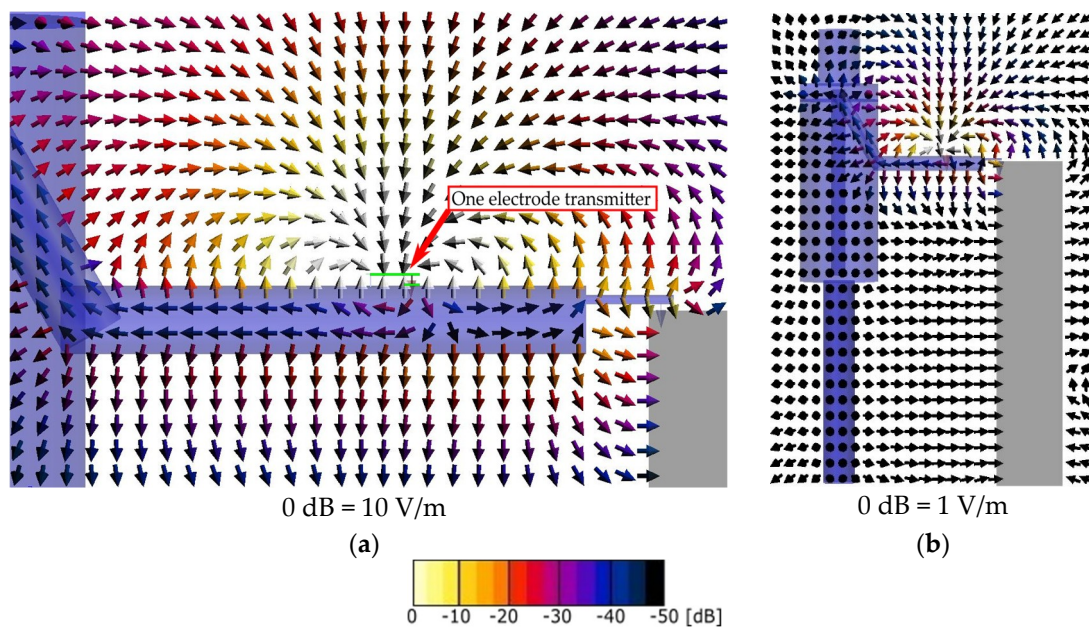 One electrode transmitter
0 dB = 10 V/m
0 dB = 1 V/m
(a)
(b)
0 -10 -20 -30 -40 -50 [dB]